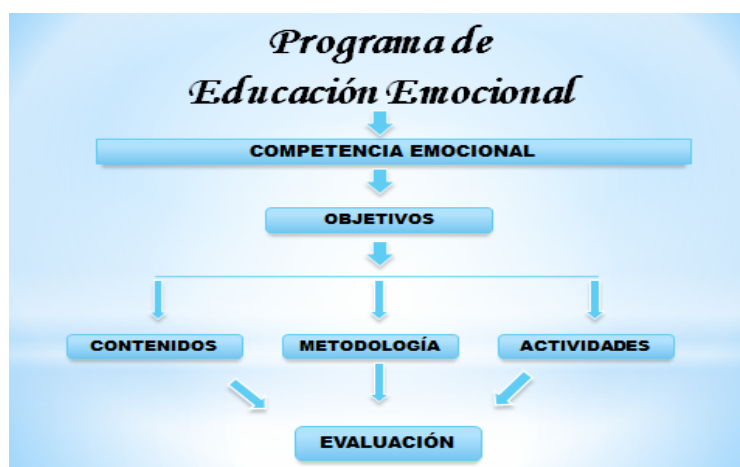 Programa de
Educación Emocional
COMPETENCIA EMOCIONAL
OBJETIVOS
CONTENIDOS
METODOLOGÍA
ACTIVIDADES
EVALUACIÓN